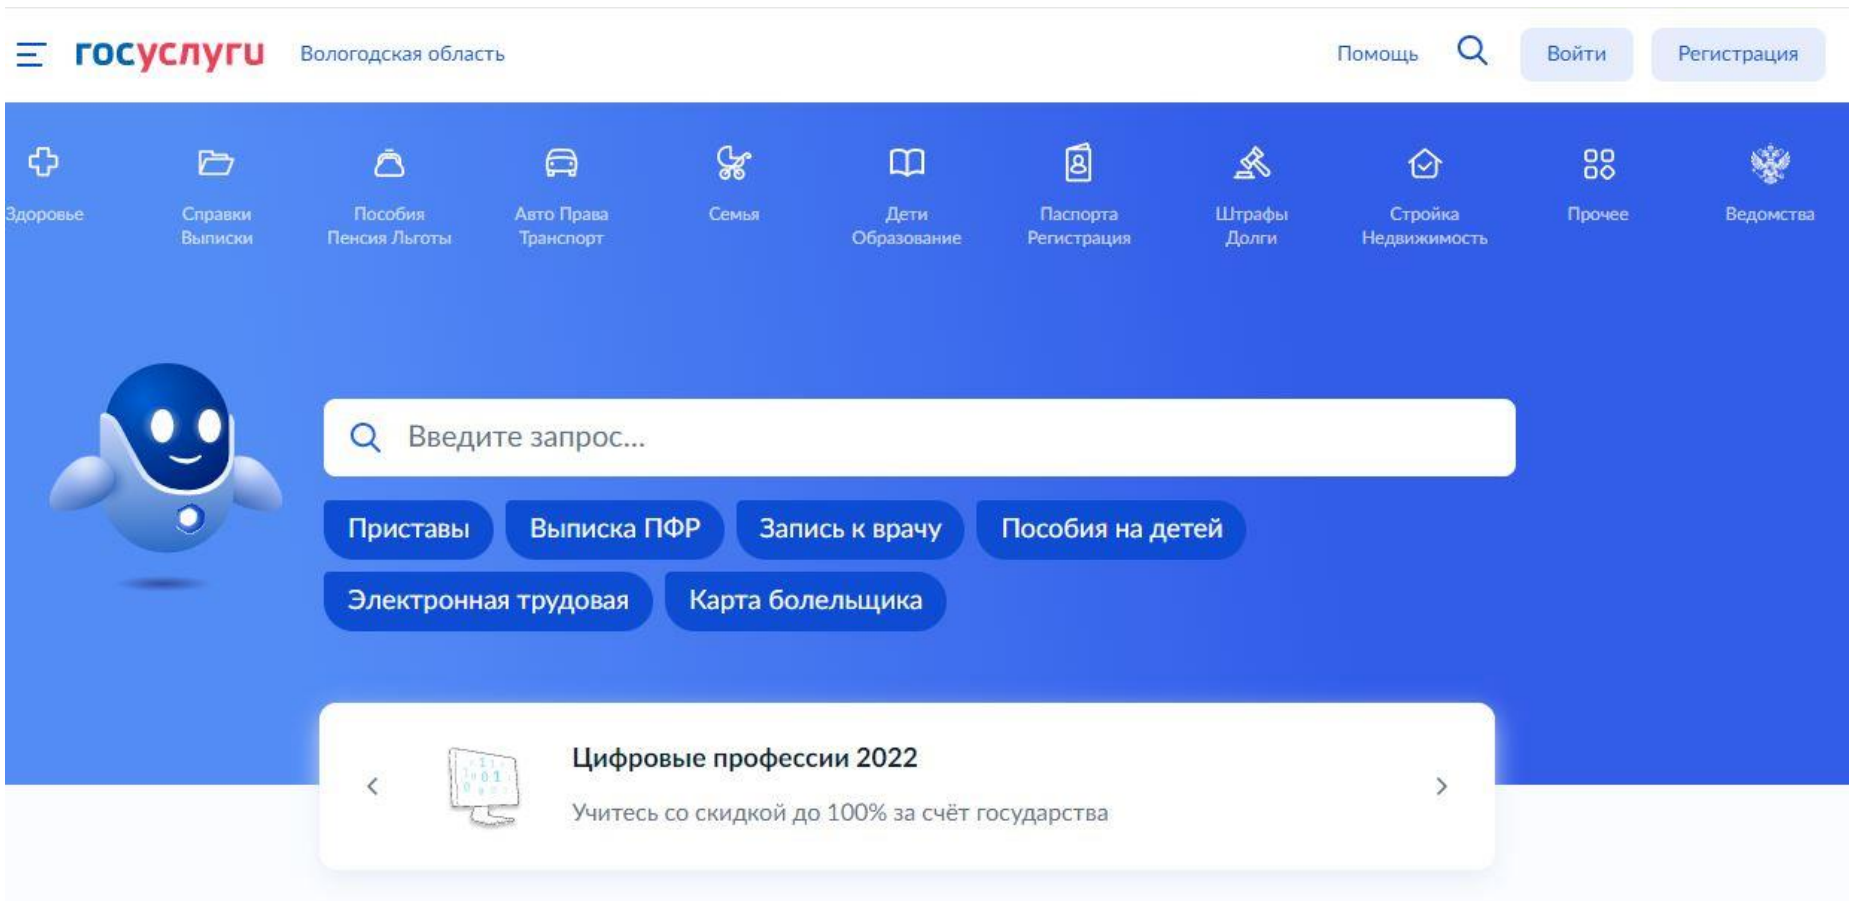 госуслуги Вологодская область Помощь Войти Регистрация
Здоровье
Справки
Выписки
Пособия
Пенсия Льготы
Авто Права
Транспорт
Семья
Дети
Образование
Паспорта
Регистрация
Штрафы
Долги
Стройка
Недвижимость
Прочее
Ведомства
Введите запрос...
Приставы Выписка ПФР Запись к врачу Пособия на детей
Электронная трудовая Карта болельщика
Цифровые профессии 2022
Учитесь со скидкой до 100% за счёт государства